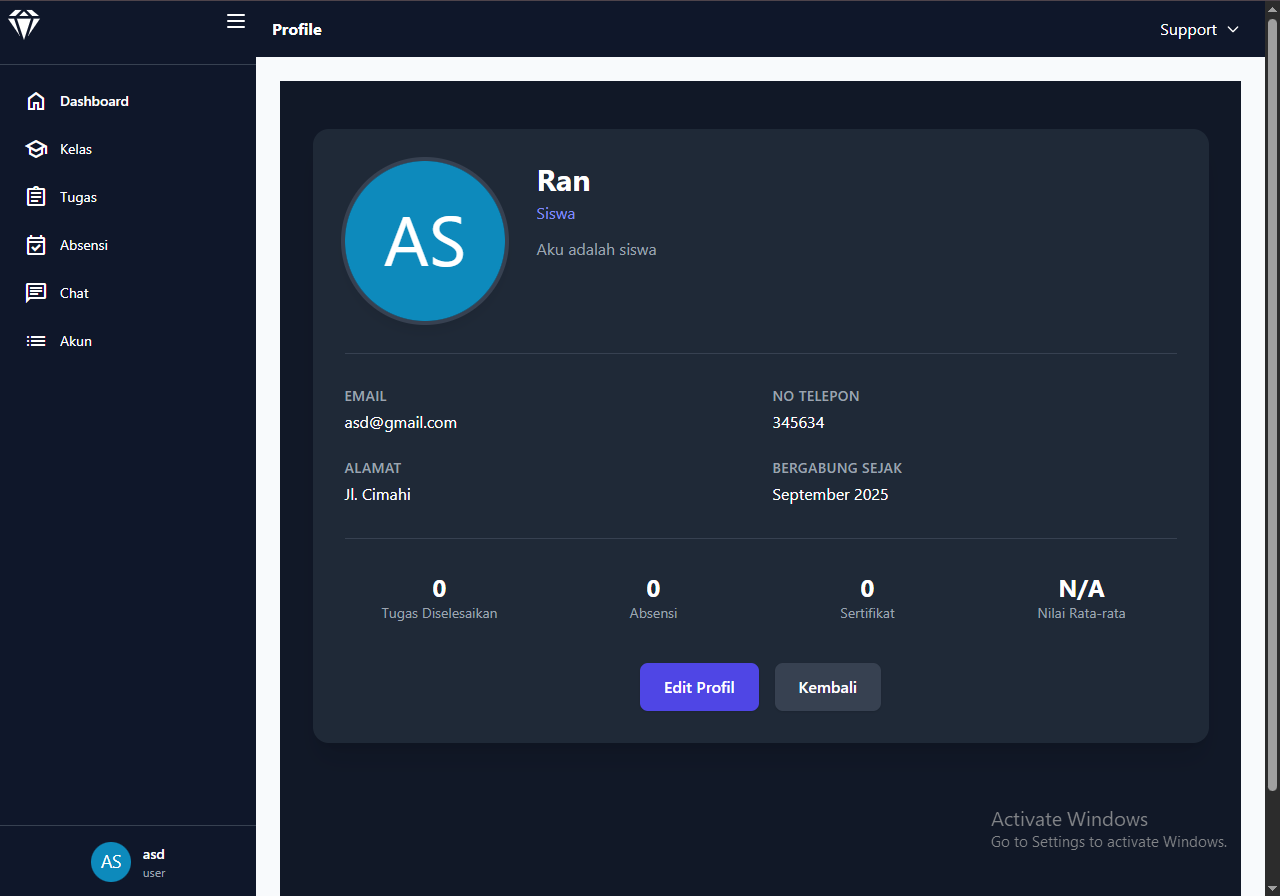 Profile
Support
Dashboard
Kelas
Tugas
Absensi
Chat
Akun
AS
Ran
Siswa
Aku adalah siswa
EMAIL
asd@gmail.com
NO TELEPON
345634
ALAMAT
Jl. Cimahi
BERGABUNG SEJAK
September 2025
0
Tugas Diselesaikan
0
Absensi
0
Sertifikat
N/A
Nilai Rata-rata
Edit Profil
Kembali
Activate Windows
Go to Settings to activate Windows.
AS
asd
user